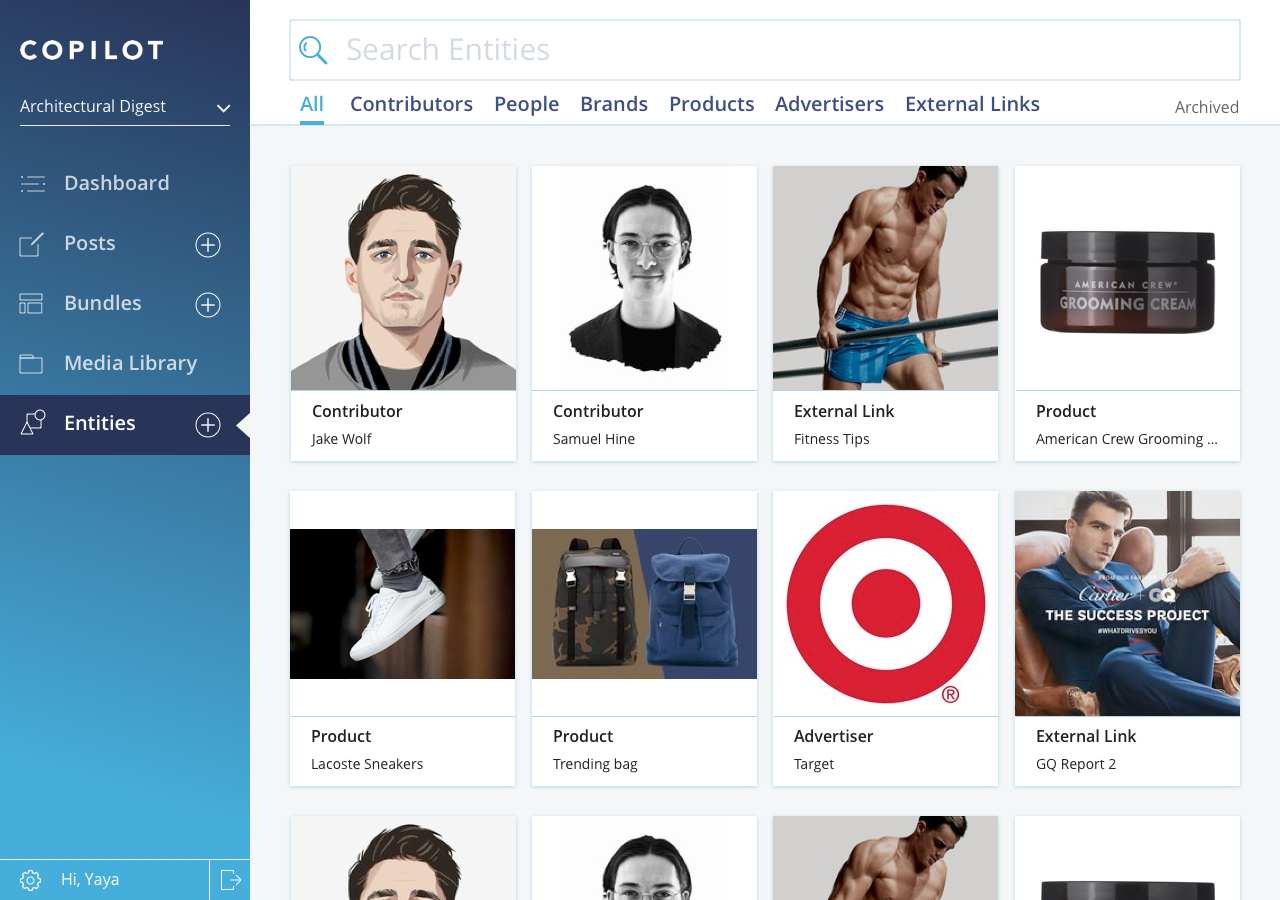 COPILOT
Architectural Digest
Dashboard
Posts
Bundles
Media Library
Entities
Hi, Yaya
Search Entities
All Contributors People Brands Products Advertisers External Links Archived
Contributor
Jake Wolf
Contributor
Samuel Hine
External Link
Fitness Tips
AMERICAN CREW®
GROOMING CREAM
Product
American Crew Grooming ...
Product
Lacoste Sneakers
Product
Trending bag
®
Advertiser
Target
FROM OUR PARTNERS
Cartier + GQ
THE SUCCESS PROJECT
#WHATDRIVESYOU
External Link
GQ Report 2